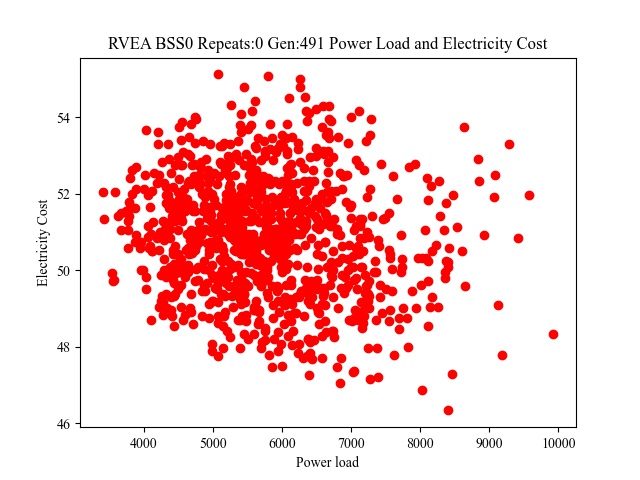 RVEA BSS0 Repeats:0 Gen:491 Power Load and Electricity Cost
54
52
50
48
46
Electricity Cost
4000 5000 6000 7000 8000 9000 10000
Power load